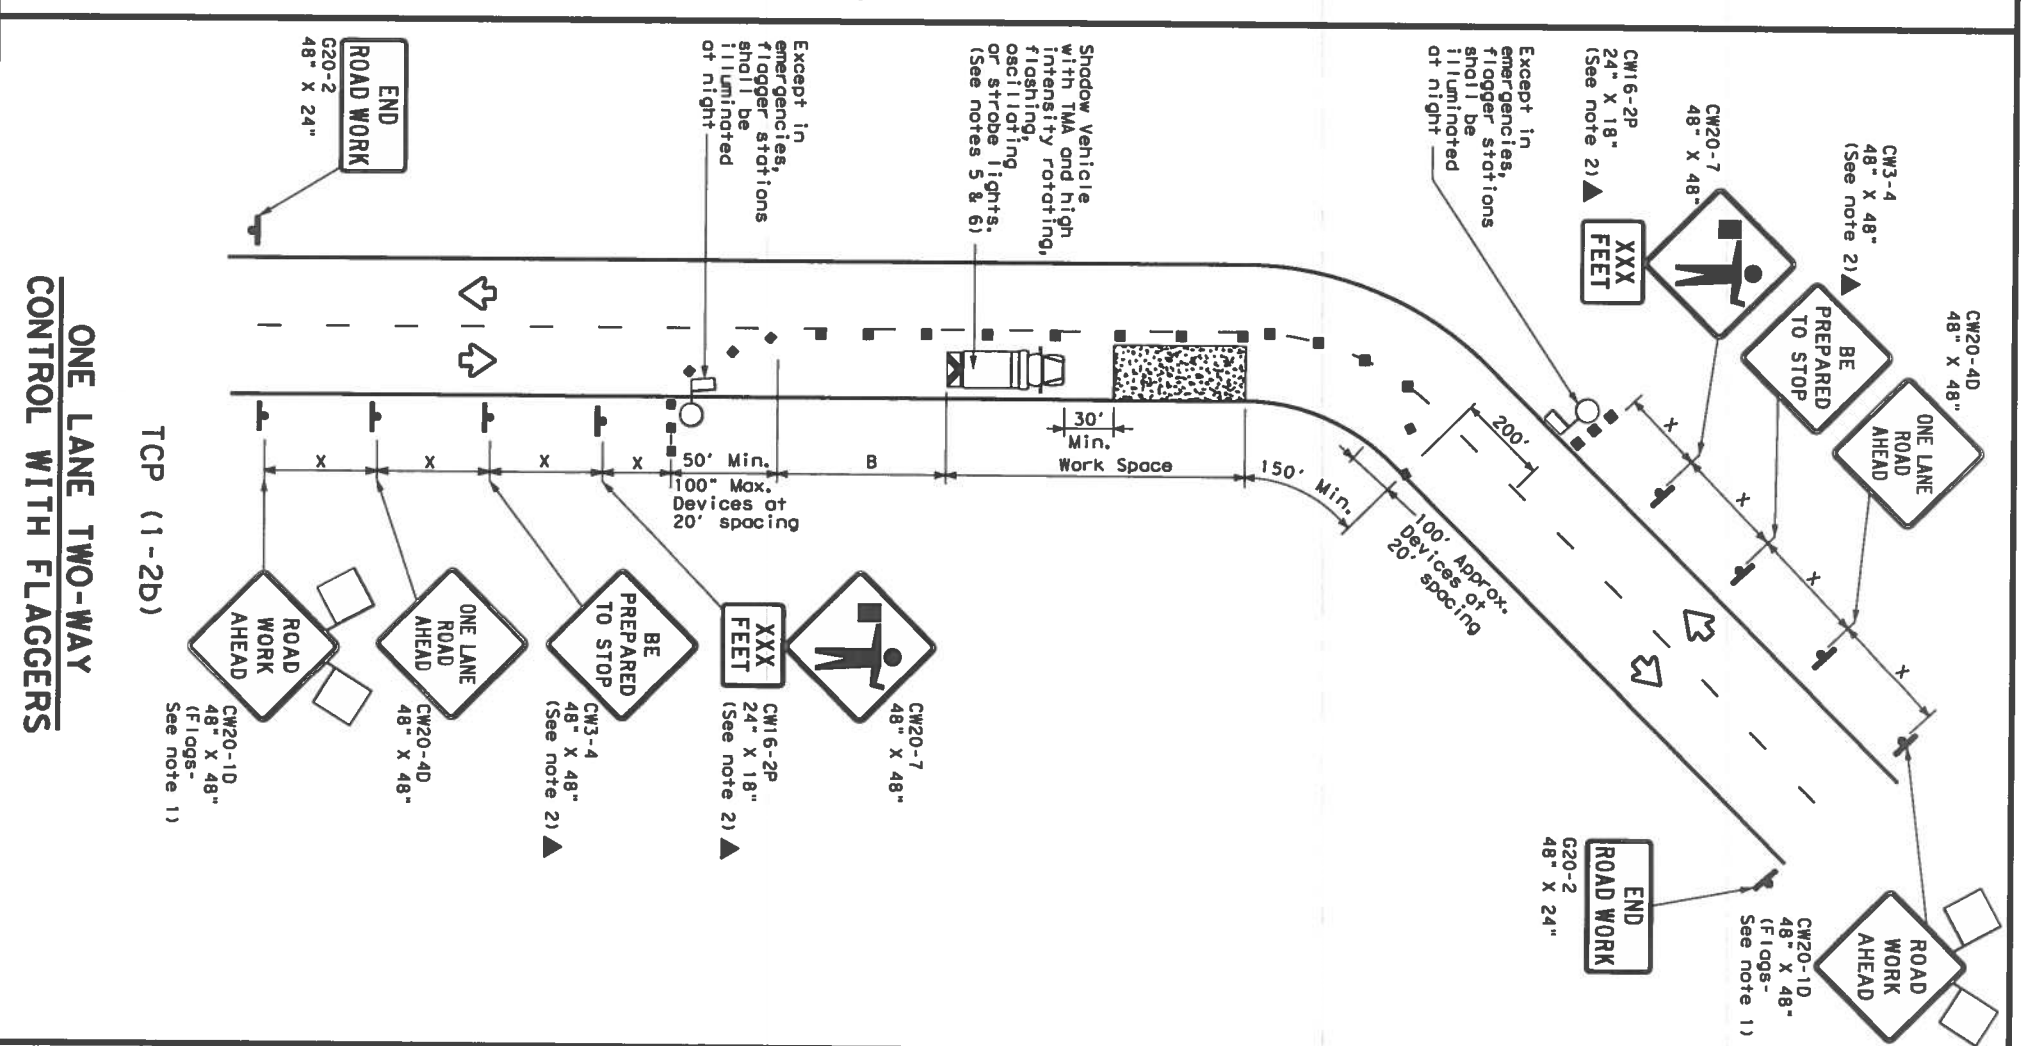 CW20-4D
48" X 48"
CW3-4
48" X 48"
(See note 2)▲
CW20-7
48" X 48"
CW16-2P
24" X 18"
(See note 2)▲
Except in
emergencies,
flagger stations
shall be
illuminated
at night
ONE LANE
ROAD
AHEAD
BE
PREPARED
TO STOP
XXX
FEET
X
X
X
X
200'
ROAD
WORK
AHEAD
CW20-1D
48" X 48"
(Flags-
See note 1)
END
ROAD WORK
G20-2
48" X 24"
100' Approx.
Devices at
20' spacing
150' Min.
Work Space
30'
Min.
B
50' Min.
100" Max.
Devices at
20' spacing
X
X
X
X
Shadow Vehicle
with TMA and high
intensity rotating,
flashing,
oscillating
or strobe lights.
(See notes 5 & 6)
Except in
emergencies,
flagger stations
shall be
illuminated
at night
END
ROAD WORK
G20-2
48" X 24"
CW20-7
48" X 48"
XXX
FEET
CW16-2P
24" X 18"
(See note 2)▲
BE
PREPARED
TO STOP
CW3-4
48" X 48"
(See note 2)▲
ONE LANE
ROAD
AHEAD
CW20-4D
48" X 48"
ROAD
WORK
AHEAD
CW20-1D
48" X 48"
(Flags-
See note 1)
TCP (1-2b)
ONE LANE TWO-WAY
CONTROL WITH FLAGGERS